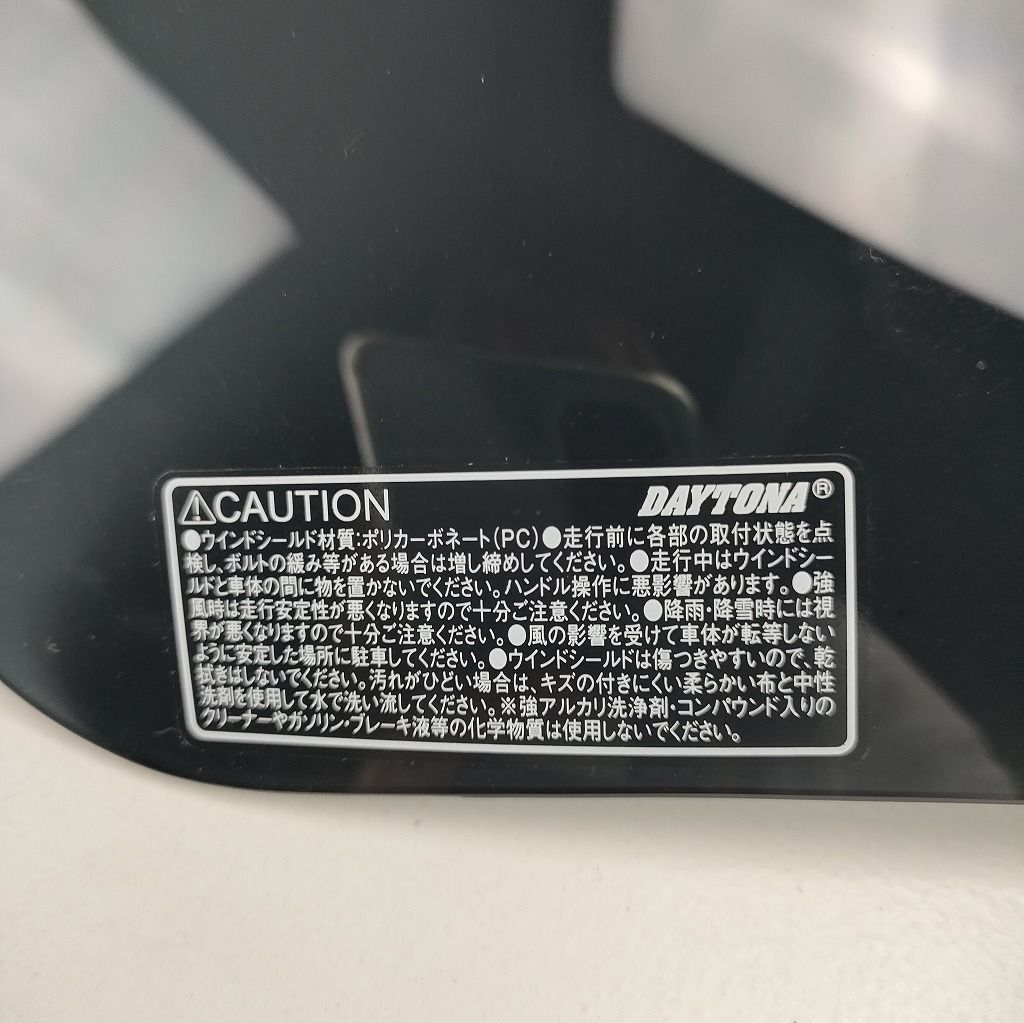 ⚠CAUTION DAYTONA®
●ウインドシールド材質:ポリカーボネート(PC)●走行前に各部の取付状態を点
検し、ボルトの緩み等がある場合は増し締めしてください。●走行中はウインドシー
ルドと車体の間に物を置かないでください。ハンドル操作に悪影響があります。●強
風時は走行安定性が悪くなりますので十分ご注意ください。●降雨・降雪時には視
界が悪くなりますので十分ご注意ください。●風の影響を受けて車体が転等しない
ように安定した場所に駐車してください。●ウインドシールドは傷つきやすいので、乾
拭きはしないでください。汚れがひどい場合は、キズの付きにくい柔らかい布と中性
洗剤を使用して水で洗い流してください。※強アルカリ洗浄剤・コンパウンド入りの
クリーナーやガソリン・ブレーキ液等の化学物質は使用しないでください。